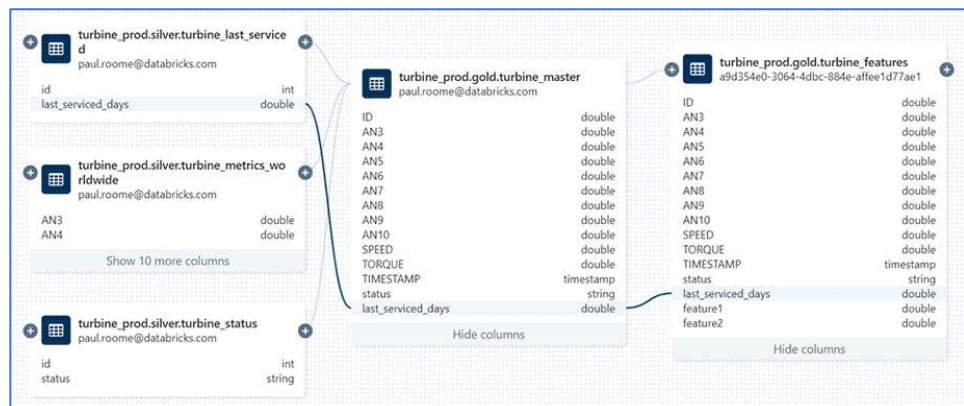 turbine_prod.silver.turbine_last_service
d
paul.roome@databricks.com
id int
last_serviced_days double
turbine_prod.silver.turbine_metrics_wo
rldwide
paul.roome@databricks.com
AN3 double
AN4 double
Show 10 more columns
turbine_prod.silver.turbine_status
paul.roome@databricks.com
id int
status string
turbine_prod.gold.turbine_master
paul.roome@databricks.com
ID double
AN3 double
AN4 double
AN5 double
AN6 double
AN7 double
AN8 double
AN9 double
AN10 double
SPEED double
TORQUE double
TIMESTAMP timestamp
status string
last_serviced_days double
Hide columns
turbine_prod.gold.turbine_features
a9d354e0-3064-4dbc-884e-affee1d77ae1
ID double
AN3 double
AN4 double
AN5 double
AN6 double
AN7 double
AN8 double
AN9 double
AN10 double
SPEED double
TORQUE double
TIMESTAMP timestamp
status string
last_serviced_days double
feature1 double
feature2 double
Hide columns